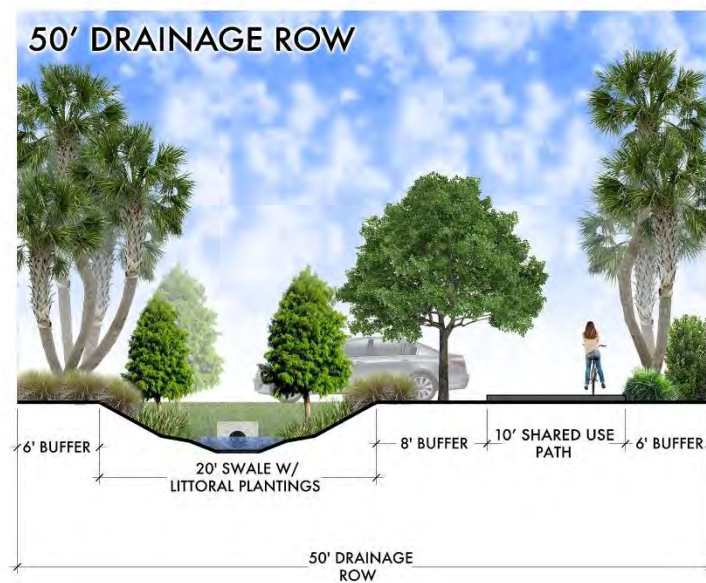 50' DRAINAGE ROW
6' BUFFER
20' SWALE W/
LITTORAL PLANTINGS
8' BUFFER
10' SHARED USE
PATH
6' BUFFER
50' DRAINAGE
ROW